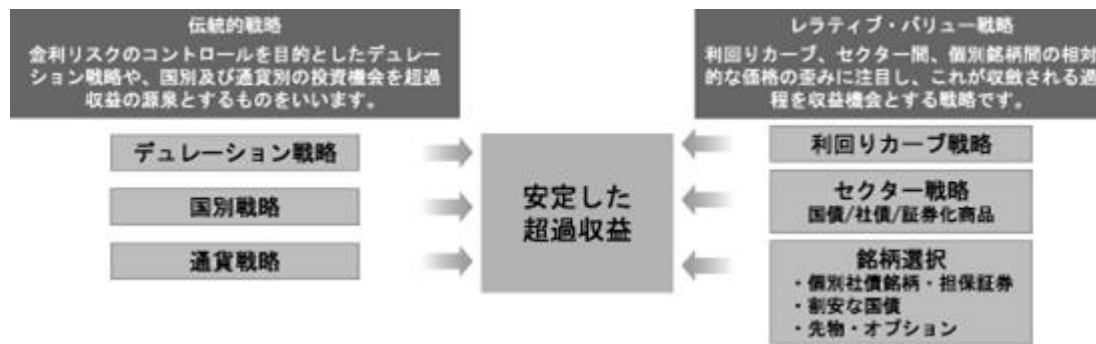 伝統的戦略
金利リスクのコントロールを目的としたデュレー
ション戦略や、国別及び通貨別の投資機会を超過
収益の源泉とするものをいいます。
デュレーション戦略
国別戦略
通貨戦略
安定した
超過収益
レラティブ・バリュー戦略
利回りカーブ、セクター間、個別銘柄間の相対
的な価格の歪みに注目し、これが収斂される過
程を収益機会とする戦略です。
利回りカーブ戦略
セクター戦略
国債/社債/証券化商品
銘柄選択
・個別社債銘柄・担保証券
・割安な国債
・先物・オプション